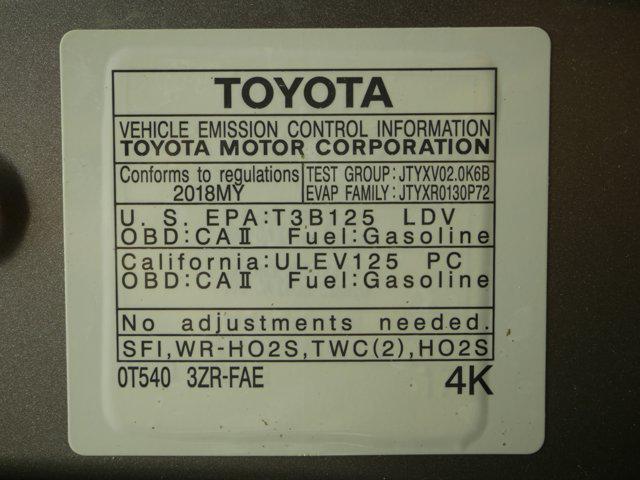 TOYOTA
VEHICLE EMISSION CONTROL INFORMATION
TOYOTA MOTOR CORPORATION
Conforms to regulations
2018MY
TEST GROUP:JTYXV02.0K6B
EVAP FAMILY:JTYXR0130P72
U. S. EPA:T3B125 LDV
OBD:CAⅡ Fuel:Gasoline
California:ULEV125 PC
OBD:CAⅡ Fuel:Gasoline
No adjustments needed.
SFI,WR-HO2S,TWC(2),HO2S
0T540 3ZR-FAE 4K